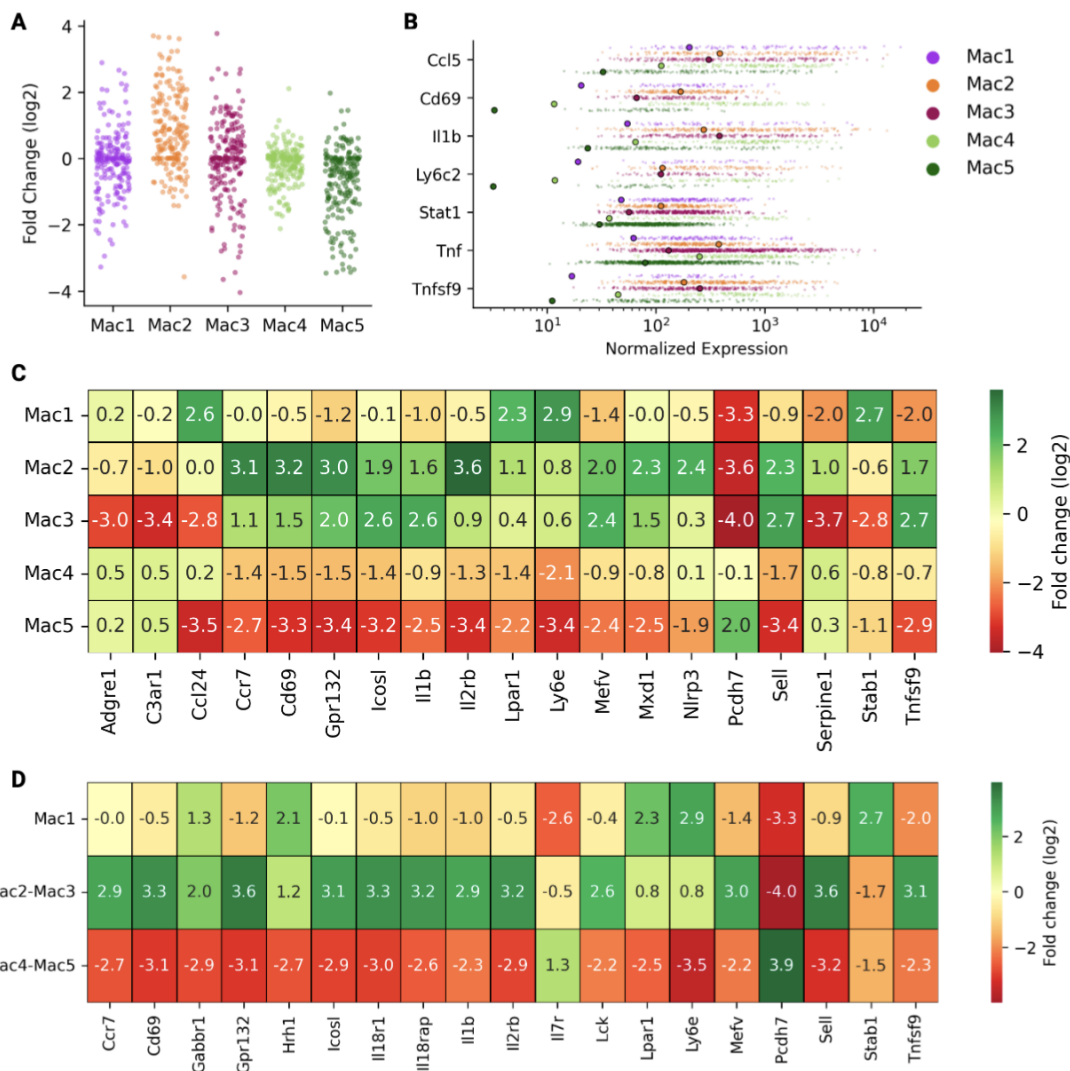 A
Fold Change (log2)
4
2
0
−2
−4
Mac1 Mac2 Mac3 Mac4 Mac5
B
Ccl5
Cd69
Il1b
Ly6c2
Stat1
Tnf
Tnfsf9
10¹ 10² 10³ 10⁴
Normalized Expression
Mac1
Mac2
Mac3
Mac4
Mac5
C
Mac1 0.2 -0.2 2.6 -0.0 -0.5 -1.2 -0.1 -1.0 -0.5 2.3 2.9 -1.4 -0.0 -0.5 -3.3 -0.9 -2.0 2.7 -2.0
Mac2 -0.7 -1.0 0.0 3.1 3.2 3.0 1.9 1.6 3.6 1.1 0.8 2.0 2.3 2.4 -3.6 2.3 1.0 -0.6 1.7
Mac3 -3.0 -3.4 -2.8 1.1 1.5 2.0 2.6 2.6 0.9 0.4 0.6 2.4 1.5 0.3 -4.0 2.7 -3.7 -2.8 2.7
Mac4 0.5 0.5 0.2 -1.4 -1.5 -1.5 -1.4 -0.9 -1.3 -1.4 -2.1 -0.9 -0.8 0.1 -0.1 -1.7 0.6 -0.8 -0.7
Mac5 0.2 0.5 -3.5 -2.7 -3.3 -3.4 -3.2 -2.5 -3.4 -2.2 -3.4 -2.4 -2.5 -1.9 2.0 -3.4 0.3 -1.1 -2.9
Adgre1 C3ar1 Ccl24 Ccr7 Cd69 Gpr132 Icosl Il1b Il2rb Lpar1 Ly6e Mefv Mxd1 Nlrp3 Pcdh7 Sell Serpine1 Stab1 Tnfsf9
2
0
−2
−4
Fold change (log2)
D
Mac1 -0.0 -0.5 1.3 -1.2 2.1 -0.1 -0.5 -1.0 -1.0 -0.5 -2.6 -0.4 2.3 2.9 -1.4 -3.3 -0.9 2.7 -2.0
ac2-Mac3 2.9 3.3 2.0 3.6 1.2 3.1 3.3 3.2 2.9 3.2 -0.5 2.6 0.8 0.8 3.0 -4.0 3.6 -1.7 3.1
ac4-Mac5 -2.7 -3.1 -2.9 -3.1 -2.7 -2.9 -3.0 -2.6 -2.3 -2.9 1.3 -2.2 -2.5 -3.5 -2.2 3.9 -3.2 -1.5 -2.3
Ccr7 Cd69 Gabbr1 Gpr132 Hrh1 Icosl Il18r1 Il18rap Il1b Il2rb Il7r Lck Lpar1 Ly6e Mefv Pcdh7 Sell Stab1 Tnfsf9
2
0
−2
Fold change (log2)